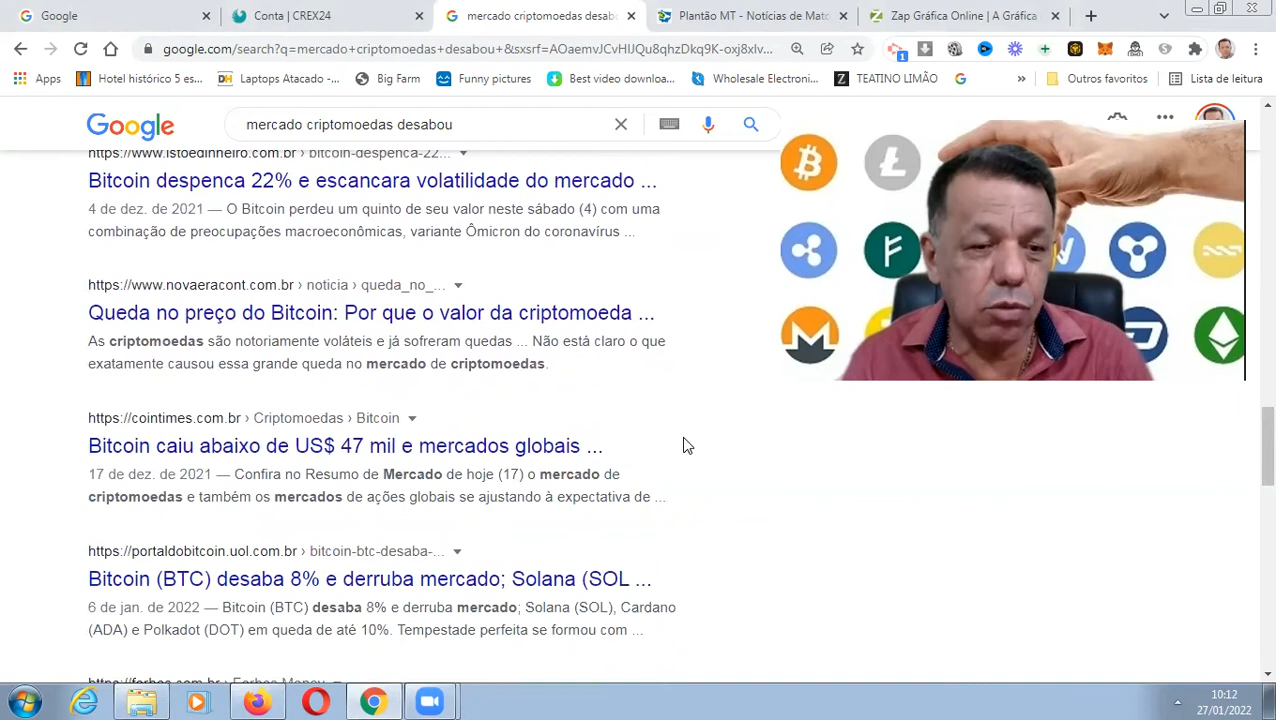 Google
Conta | CREX24
mercado criptomoedas desab
Plantão MT - Notícias de Mat
Zap Gráfica Online | A Gráfica
google.com/search?q=mercado+criptomoedas+desabou+&sxsrf=AOaemvJCvHIJQu8qhzDkq9K-oxj8xlv...
1
Apps
Hotel histórico 5 es...
Laptops Atacado -...
Big Farm
Funny pictures
Best video downloa...
Wholesale Electroni...
TEATINO LIMÃO
»
Outros favoritos
Lista de leitura
Google
mercado criptomoedas desabou
https://www.istoedinheiro.com.br › bitcoin-despenca-22...
Bitcoin despenca 22% e escancara volatilidade do mercado ...
4 de dez. de 2021 — O Bitcoin perdeu um quinto de seu valor neste sábado (4) com uma
combinação de preocupações macroeconômicas, variante Ômicron do coronavírus ...
https://www.novaeracont.com.br › noticia › queda_no_...
Queda no preço do Bitcoin: Por que o valor da criptomoeda ...
As criptomoedas são notoriamente voláteis e já sofreram quedas ... Não está claro o que
exatamente causou essa grande queda no mercado de criptomoedas.
https://cointimes.com.br › Criptomoedas › Bitcoin
Bitcoin caiu abaixo de US$ 47 mil e mercados globais ...
17 de dez. de 2021 — Confira no Resumo de Mercado de hoje (17) o mercado de
criptomoedas e também os mercados de ações globais se ajustando à expectativa de ...
https://portaldobitcoin.uol.com.br › bitcoin-btc-desaba-...
Bitcoin (BTC) desaba 8% e derruba mercado; Solana (SOL ...
6 de jan. de 2022 — Bitcoin (BTC) desaba 8% e derruba mercado; Solana (SOL), Cardano
(ADA) e Polkadot (DOT) em queda de até 10%. Tempestade perfeita se formou com ...
10:12
27/01/2022